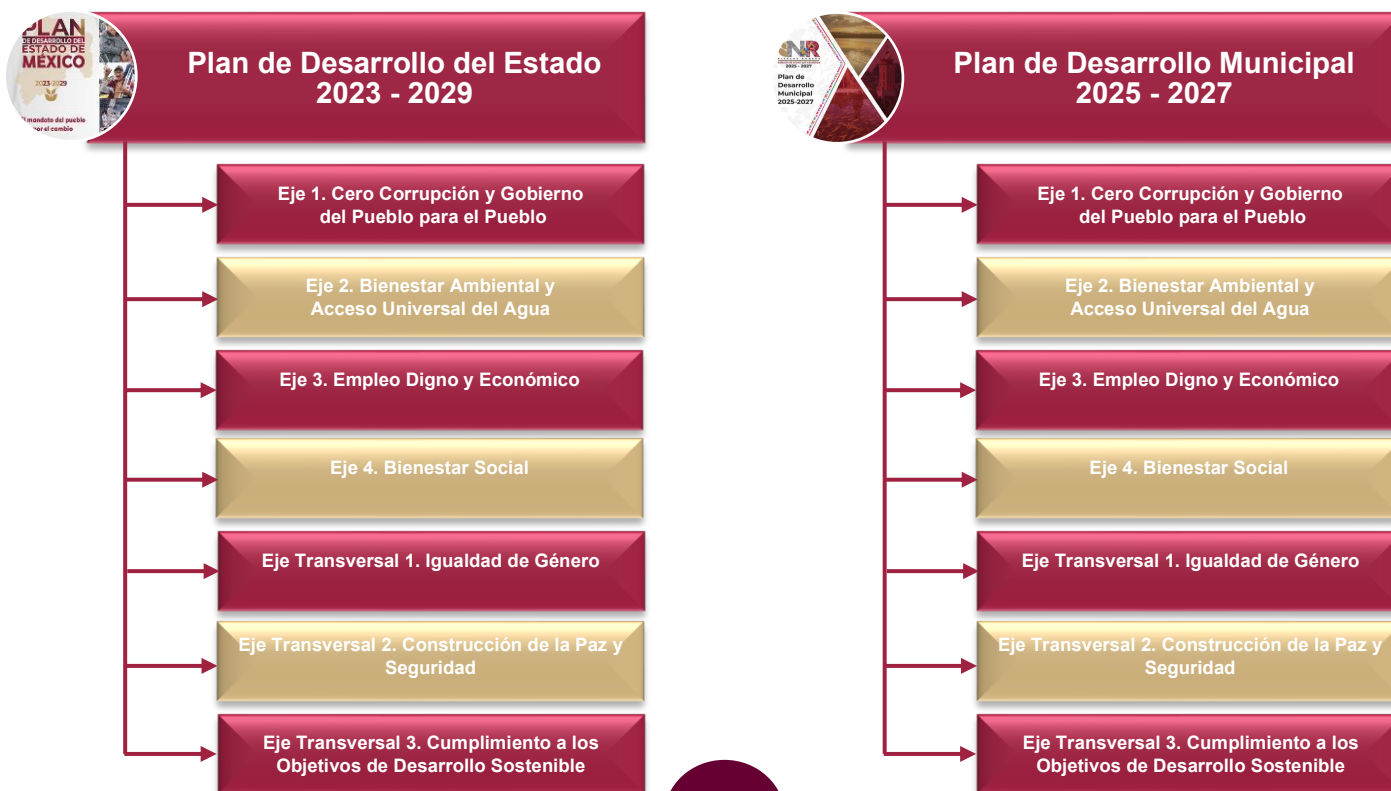 PLAN
DE DESARROLLO DEL
ESTADO DE
MÉXICO
2023-2029
mandato del pueblo
por el cambio
Plan de Desarrollo del Estado
2023 - 2029
Eje 1. Cero Corrupción y Gobierno
del Pueblo para el Pueblo
Eje 2. Bienestar Ambiental y
Acceso Universal del Agua
Eje 3. Empleo Digno y Económico
Eje 4. Bienestar Social
Eje Transversal 1. Igualdad de Género
Eje Transversal 2. Construcción de la Paz y
Seguridad
Eje Transversal 3. Cumplimiento a los
Objetivos de Desarrollo Sostenible
SNR
2025 - 2027
Plan de
Desarrollo
Municipal
2025-2027
Plan de Desarrollo Municipal
2025 - 2027
Eje 1. Cero Corrupción y Gobierno
del Pueblo para el Pueblo
Eje 2. Bienestar Ambiental y
Acceso Universal del Agua
Eje 3. Empleo Digno y Económico
Eje 4. Bienestar Social
Eje Transversal 1. Igualdad de Género
Eje Transversal 2. Construcción de la Paz y
Seguridad
Eje Transversal 3. Cumplimiento a los
Objetivos de Desarrollo Sostenible